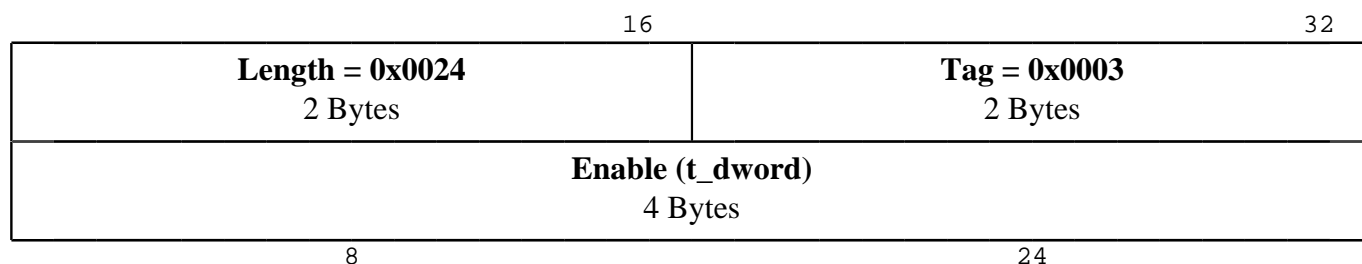 16 32
Length = 0x0024 Tag = 0x0003
2 Bytes 2 Bytes
Enable (t_dword)
4 Bytes
8 24